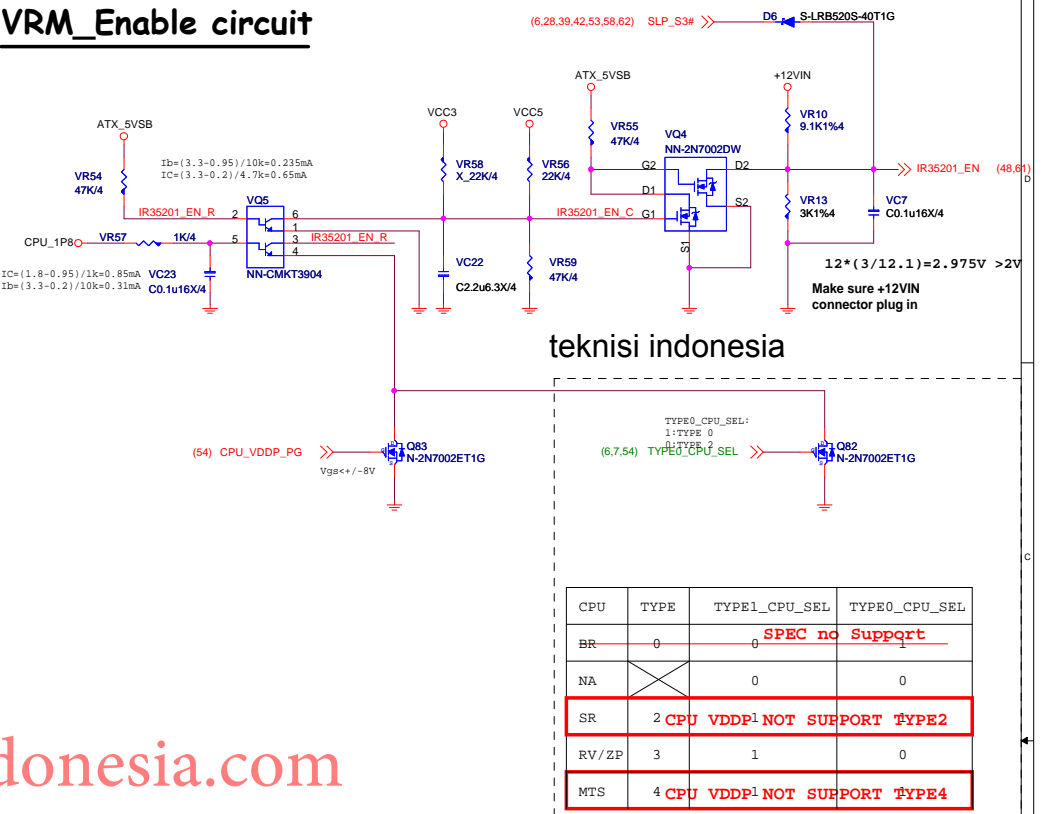 VRM_Enable circuit
(6,28,39,42,53,58,62) SLP_S3#
D6 S-LRB520S-40T1G
ATX_5VSB
+12VIN
VR10
9.1K1%4
VCC3
VCC5
ATX_5VSB
VR55
47K/4
VQ4
NN-2N7002DW
Ib=(3.3-0.95)/10k=0.235mA
IC=(3.3-0.2)/4.7k=0.65mA
VR54
47K/4
VR58
X_22K/4
VR56
22K/4
G2
D2
IR35201_EN (48,61)
D
D1
S2
VQ5
VR13
3K1%4
VC7
C0.1u16X/4
IR35201_EN_R 2
6
IR35201_EN_C G1
1
CPU_1P8
VR57
1K/4
5
3
IR35201_EN_R
4
S1
IC=(1.8-0.95)/1k=0.85mA
Ib=(3.3-0.2)/10k=0.31mA
VC23
C0.1u16X/4
NN-CMKT3904
VC22
C2.2u6.3X/4
VR59
47K/4
12*(3/12.1)=2.975V >2V
Make sure +12VIN
connector plug in
teknisi indonesia
TYPE0_CPU_SEL:
1:TYPE 0
0:TYPE 2
(54) CPU_VDDP_PG
Q83
N-2N7002ET1G
Vgs<+/-8V
(6,7,54) TYPE0_CPU_SEL
Q82
N-2N7002ET1G
C
CPU TYPE TYPE1_CPU_SEL TYPE0_CPU_SEL
SPEC no Support
BR 0 0 1
NA 0 0
SR 2 1 1
CPU VDDP NOT SUPPORT TYPE2
RV/ZP 3 1 0
MTS 4 1 1
CPU VDDP NOT SUPPORT TYPE4
donesia.com